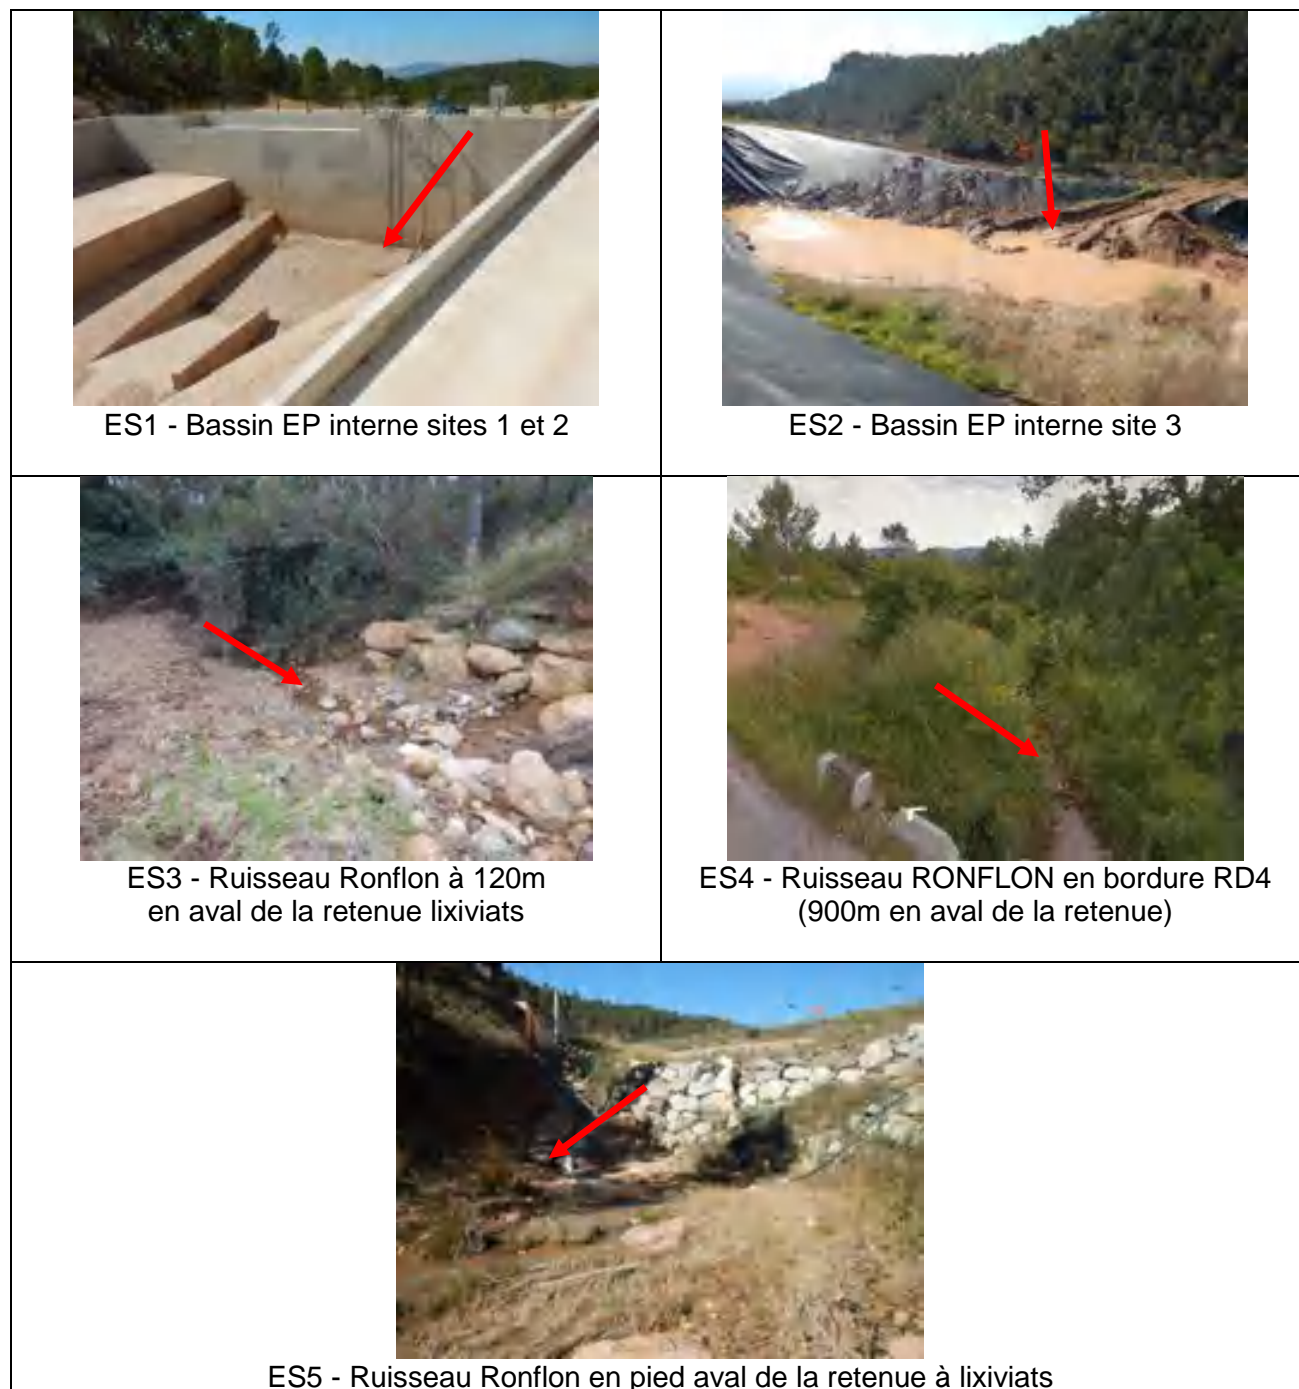 ES1 - Bassin EP interne sites 1 et 2
ES2 - Bassin EP interne site 3
ES3 - Ruisseau Ronflon à 120m
en aval de la retenue lixiviats
ES4 - Ruisseau RONFLON en bordure RD4
(900m en aval de la retenue)
ES5 - Ruisseau Ronflon en pied aval de la retenue à lixiviats